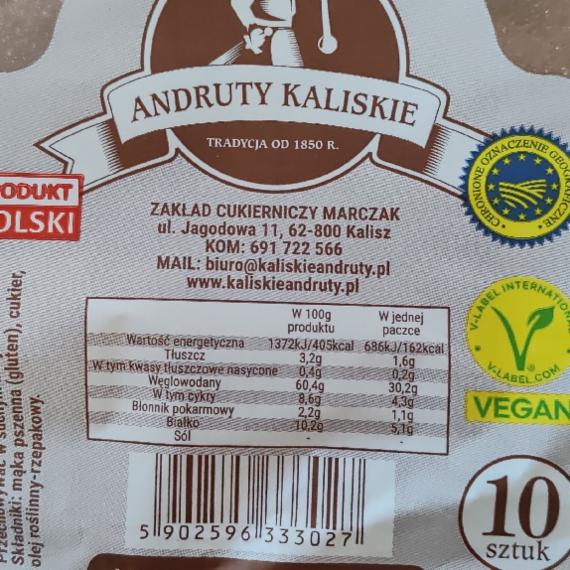 ANDRUTY KALISKIE
TRADYCJA OD 1850 R.
PRODUKT
POLSKI
CHRONIONE OZNACZENIE GEOGRAFICZNE
ZAKŁAD CUKIERNICZY MARCZAK
ul. Jagodowa 11, 62-800 Kalisz
KOM: 691 722 566
MAIL: biuro@kaliskieandruty.pl
www.kaliskieandruty.pl
W 100g produktu W jednej paczce
Wartość energetyczna 1372kJ/405kcal 686kJ/162kcal
Tłuszcz 3,2g 1,6g
W tym kwasy tłuszczowe nasycone 0,4g 0,2g
Węglowodany 60,4g 30,2g
W tym cukry 8,6g 4,3g
Błonnik pokarmowy 2,2g 1,1g
Białko 10,2g 5,1g
Sól - -
V-LABEL INTERNATIONAL
V-LABEL.COM
VEGAN
Przechowywać w suchym
Składniki: mąka pszenna (gluten), cukier,
olej roślinny-rzepakowy.
5 902596 333027
10
sztuk